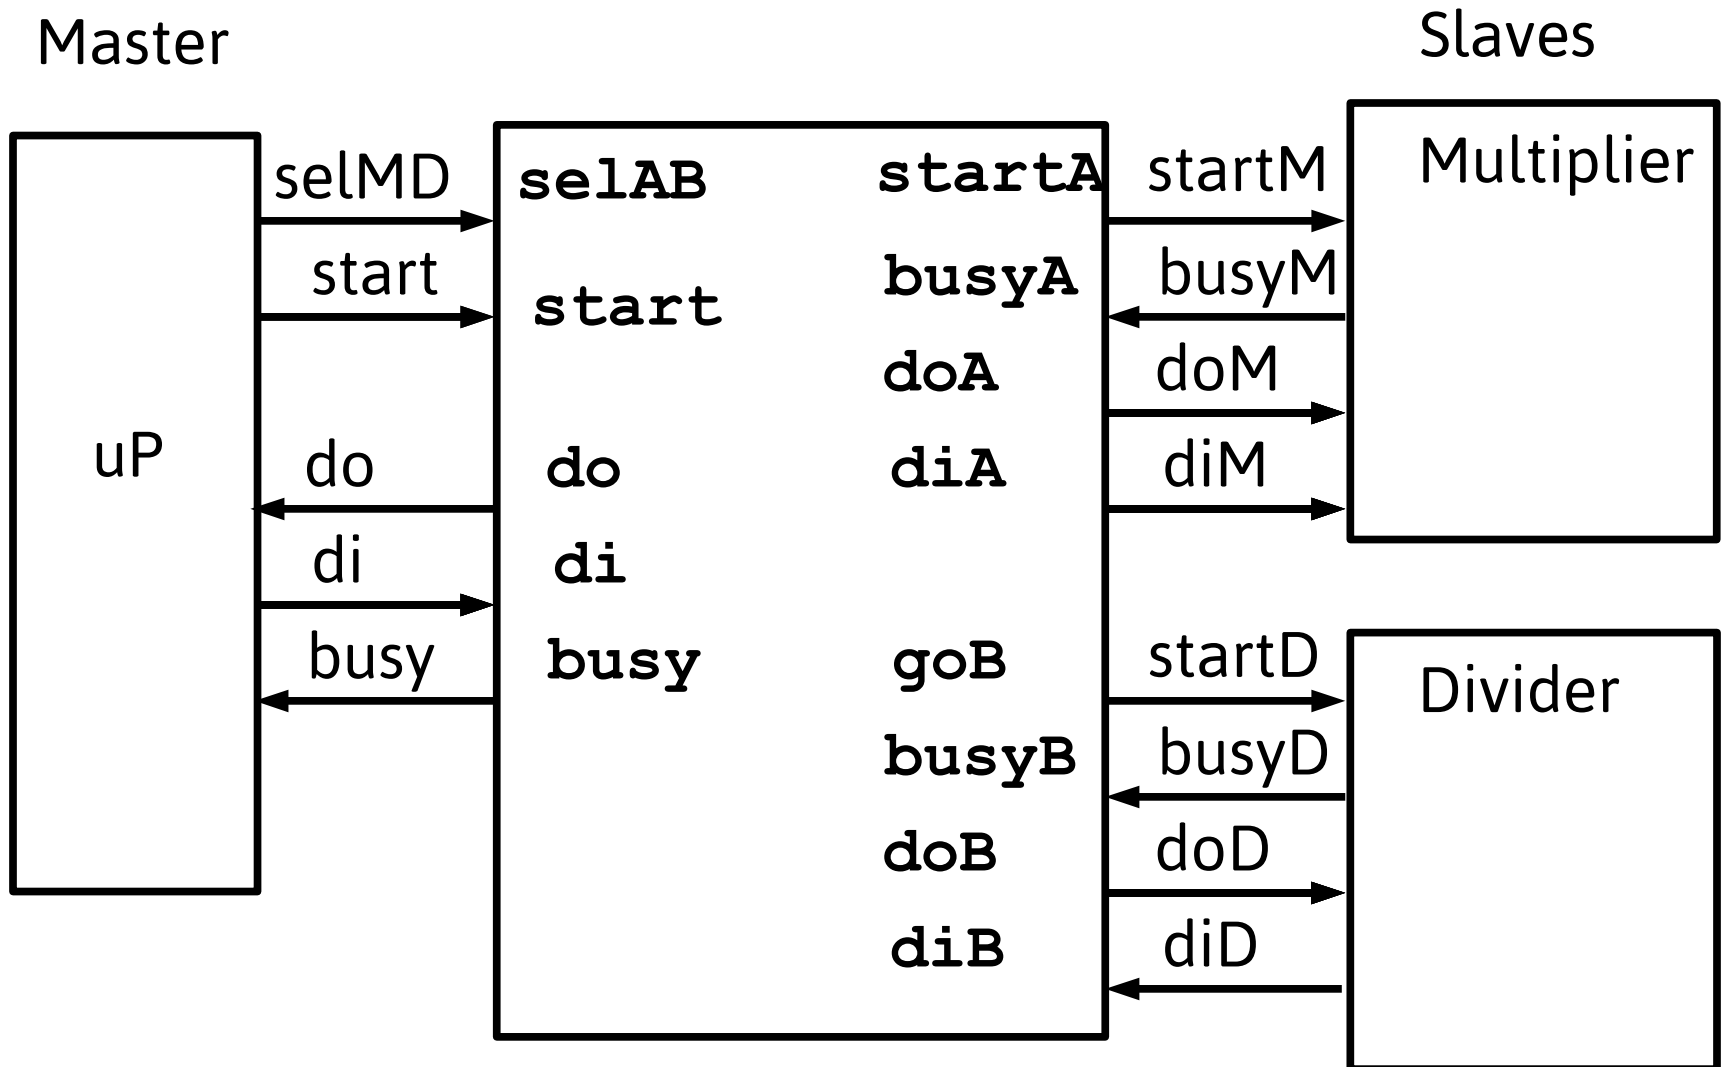 Master
Slaves
uP
selMD
start
do
di
busy
selAB
start
do
di
busy
startA
busyA
doA
diA
goB
busyB
doB
diB
startM
busyM
doM
diM
startD
busyD
doD
diD
Multiplier
Divider